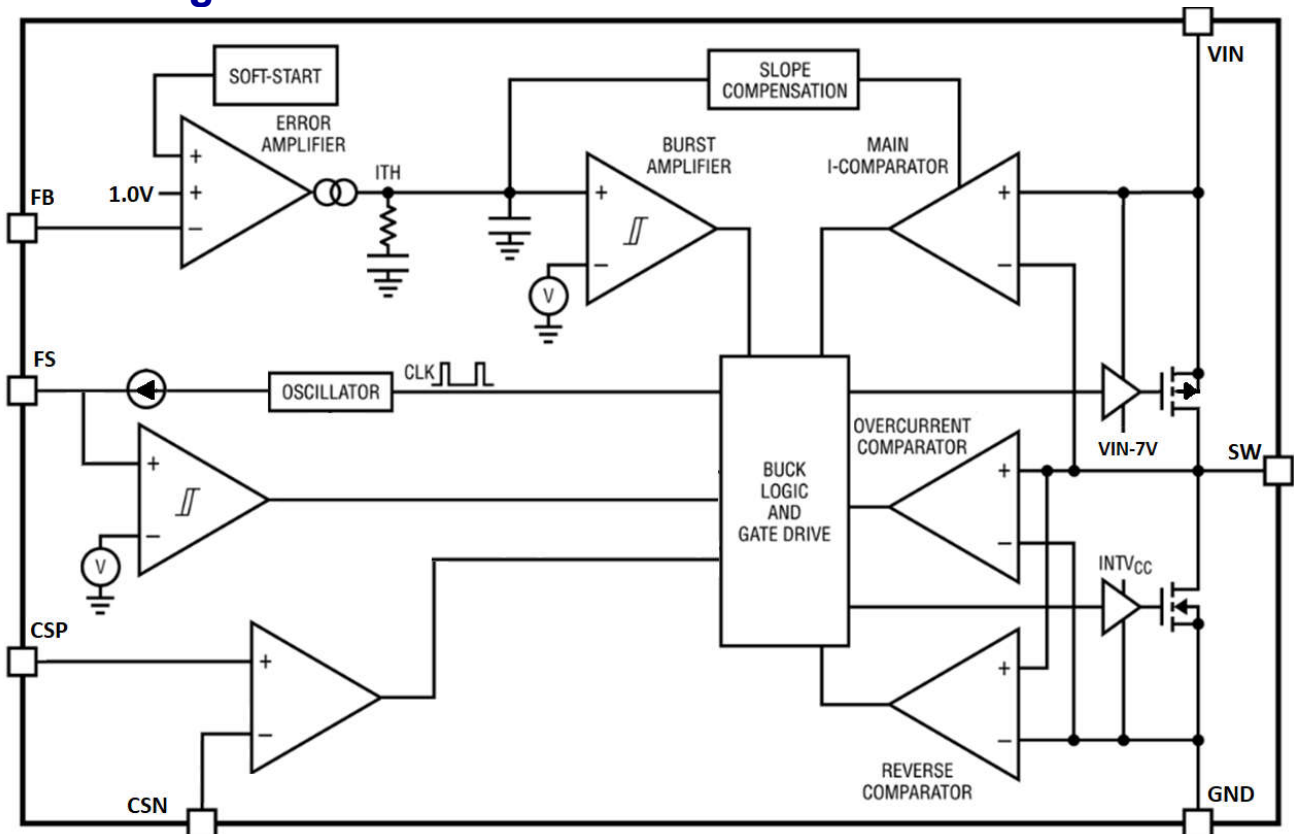 g
SOFT-START
ERROR
AMPLIFIER
+
+
−
1.0V
FB
ITH
SLOPE
COMPENSATION
BURST
AMPLIFIER
+
−
V
MAIN
I-COMPARATOR
+
−
VIN
FS
OSCILLATOR
CLK
+
−
V
BUCK
LOGIC
AND
GATE DRIVE
OVERCURRENT
COMPARATOR
+
−
VIN-7V
SW
INTVCC
CSP
+
−
CSN
+
−
REVERSE
COMPARATOR
GND